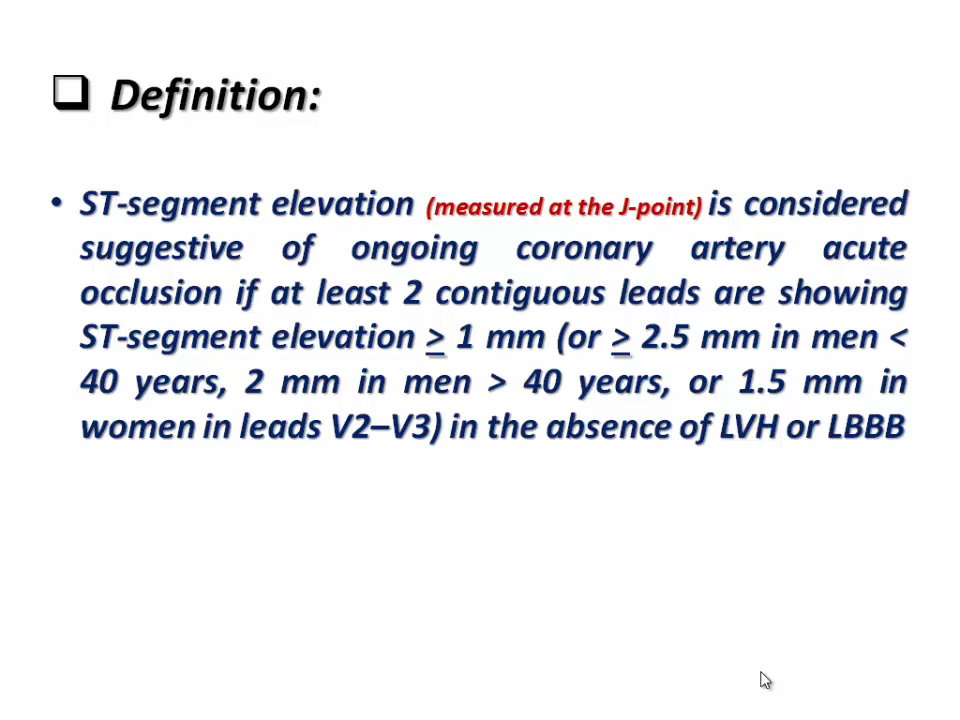 ❑ Definition:
• ST-segment elevation (measured at the J-point) is considered
suggestive of ongoing coronary artery acute
occlusion if at least 2 contiguous leads are showing
ST-segment elevation ≥ 1 mm (or ≥ 2.5 mm in men <
40 years, 2 mm in men > 40 years, or 1.5 mm in
women in leads V2–V3) in the absence of LVH or LBBB